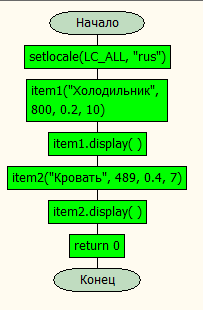 Начало
setlocale(LC_ALL, "rus")
item1("Холодильник",
800, 0.2, 10)
item1.display( )
item2("Кровать", 489, 0.4, 7)
item2.display( )
return 0
Конец